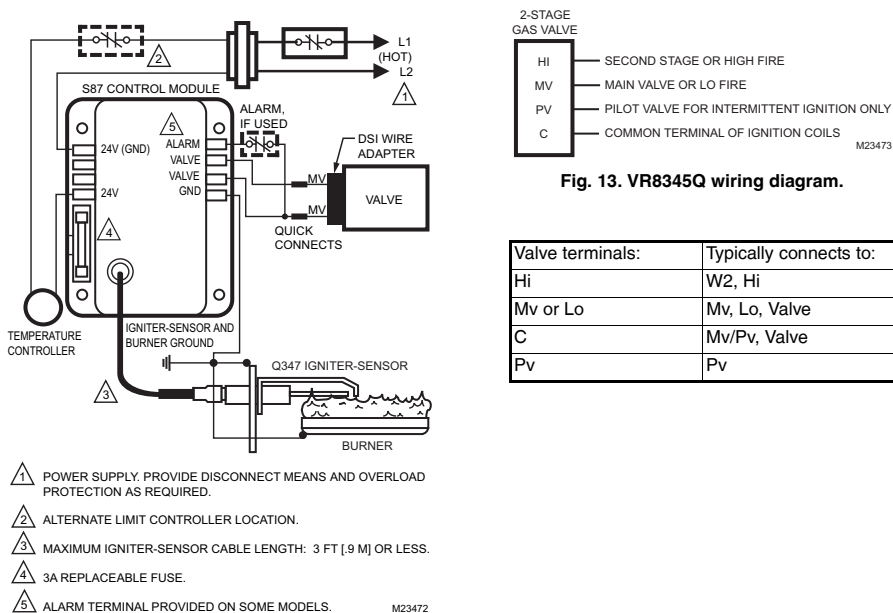 2
L1
(HOT)
L2
1
S87 CONTROL MODULE
ALARM,
IF USED
5
24V (GND)
ALARM
VALVE
VALVE
GND
24V
4
DSI WIRE
ADAPTER
MV
MV
VALVE
QUICK
CONNECTS
TEMPERATURE
CONTROLLER
IGNITER-SENSOR AND
BURNER GROUND
Q347 IGNITER-SENSOR
3
BURNER
1 POWER SUPPLY. PROVIDE DISCONNECT MEANS AND OVERLOAD
PROTECTION AS REQUIRED.
2 ALTERNATE LIMIT CONTROLLER LOCATION.
3 MAXIMUM IGNITER-SENSOR CABLE LENGTH: 3 FT [.9 M] OR LESS.
4 3A REPLACEABLE FUSE.
5 ALARM TERMINAL PROVIDED ON SOME MODELS.
M23472
2-STAGE
GAS VALVE
HI SECOND STAGE OR HIGH FIRE
MV MAIN VALVE OR LO FIRE
PV PILOT VALVE FOR INTERMITTENT IGNITION ONLY
C COMMON TERMINAL OF IGNITION COILS
M23473
Fig. 13. VR8345Q wiring diagram.
Valve terminals: Typically connects to:
Hi W2, Hi
Mv or Lo Mv, Lo, Valve
C Mv/Pv, Valve
Pv Pv